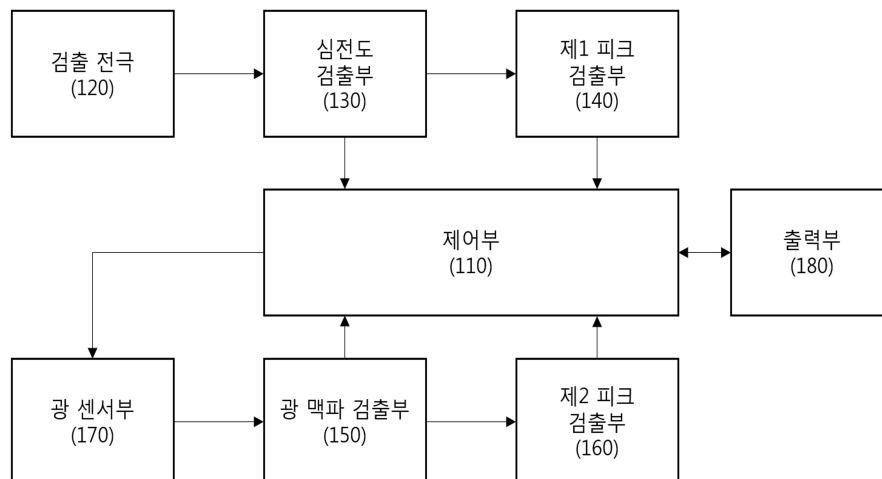 검출 전극
(120)
심전도
검출부
(130)
제1 피크
검출부
(140)
제어부
(110)
출력부
(180)
광 센서부
(170)
광 맥파 검출부
(150)
제2 피크
검출부
(160)